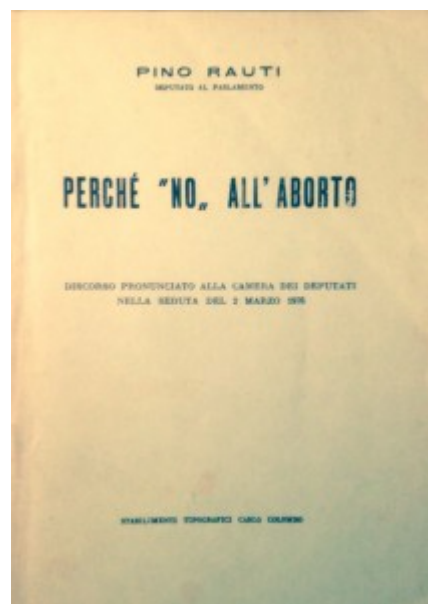 PINO RAUTI
DEPUTATO AL PARLAMENTO
PERCHÉ "NO„ ALL'ABORTO
DISCORSO PRONUNCIATO ALLA CAMERA DEI DEPUTATI
NELLA SEDUTA DEL 2 MARZO
STABILIMENTI TIPOGRAFICI CARLO COLOMBO